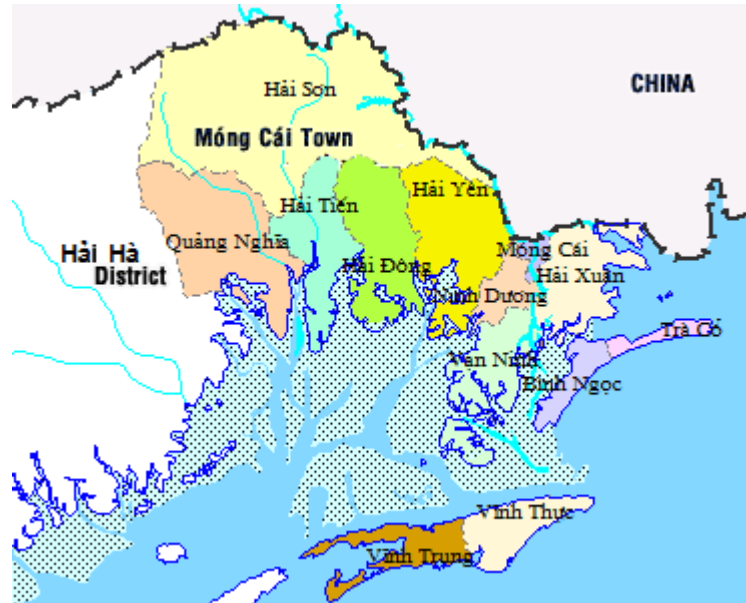 Hải Sơn
CHINA
Móng Cái Town
Hải Yên
Hải Tiến
Quảng Nghĩa
Móng Cái
Hải Hà
District
Hải Đông
Hải Xuân
Ninh Dương
Trà Cổ
Vạn Ninh
Bình Ngọc
Vĩnh Thực
Vĩnh Trung